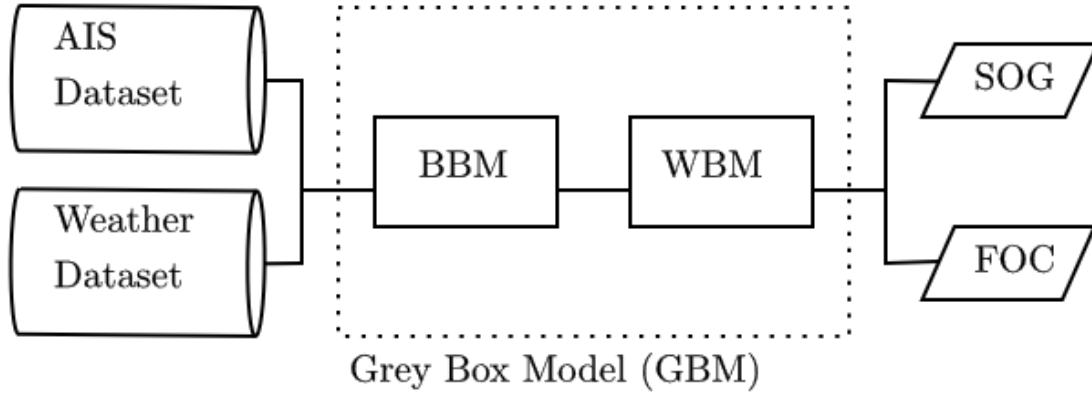 AIS
Dataset
Weather
Dataset
BBM
WBM
Grey Box Model (GBM)
SOG
FOC